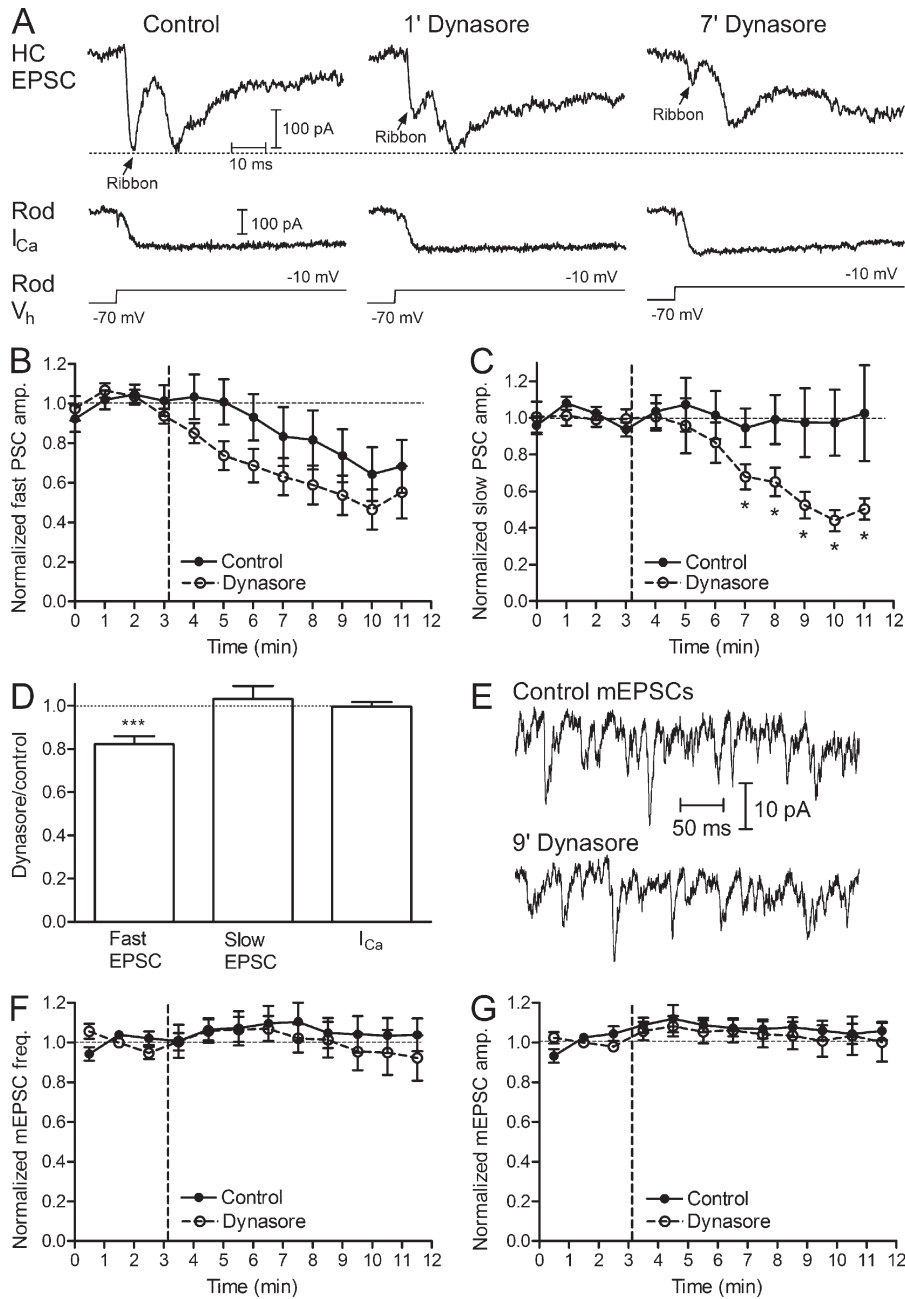 A
Control
1' Dynasore
7' Dynasore
HC
EPSC
Ribbon
100 pA
10 ms
Ribbon
Ribbon
Rod
I_Ca
100 pA
Rod
V_h
-10 mV
-70 mV
-10 mV
-70 mV
-10 mV
-70 mV
B
Normalized fast PSC amp.
1.2
1.0
0.8
0.6
0.4
0.2
0.0
Control
Dynasore
0 1 2 3 4 5 6 7 8 9 10 11 12
Time (min)
C
Normalized slow PSC amp.
1.2
1.0
0.8
0.6
0.4
0.2
0.0
* * * * *
Control
Dynasore
0 1 2 3 4 5 6 7 8 9 10 11 12
Time (min)
D
Dynasore/control
1.0
0.8
0.6
0.4
0.2
0.0
***
Fast
EPSC
Slow
EPSC
I_Ca
E
Control mEPSCs
50 ms
10 pA
9' Dynasore
F
Normalized mEPSC freq.
1.2
1.0
0.8
0.6
0.4
0.2
0.0
Control
Dynasore
0 1 2 3 4 5 6 7 8 9 10 11 12
Time (min)
G
Normalized mEPSC amp.
1.2
1.0
0.8
0.6
0.4
0.2
0.0
Control
Dynasore
0 1 2 3 4 5 6 7 8 9 10 11 12
Time (min)